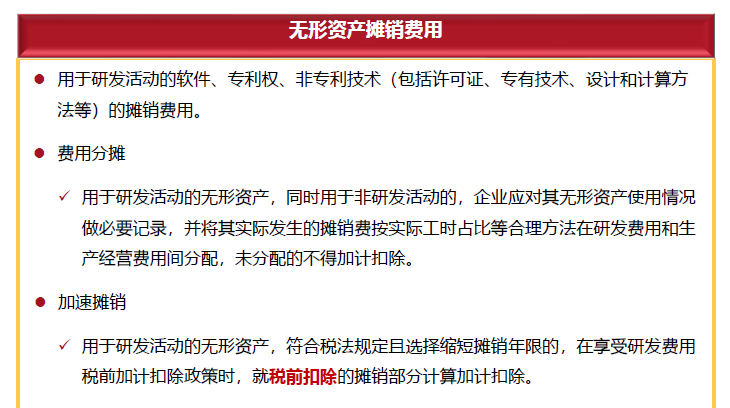 无形资产摊销费用
用于研发活动的软件、专利权、非专利技术（包括许可证、专有技术、设计和计算方
法等）的摊销费用。
费用分摊
用于研发活动的无形资产，同时用于非研发活动的，企业应对其无形资产使用情况
做必要记录，并将其实际发生的摊销费按实际工时占比等合理方法在研发费用和生
产经营费用间分配，未分配的不得加计扣除。
加速摊销
用于研发活动的无形资产，符合税法规定且选择缩短摊销年限的，在享受研发费用
税前加计扣除政策时，就税前扣除的摊销部分计算加计扣除。